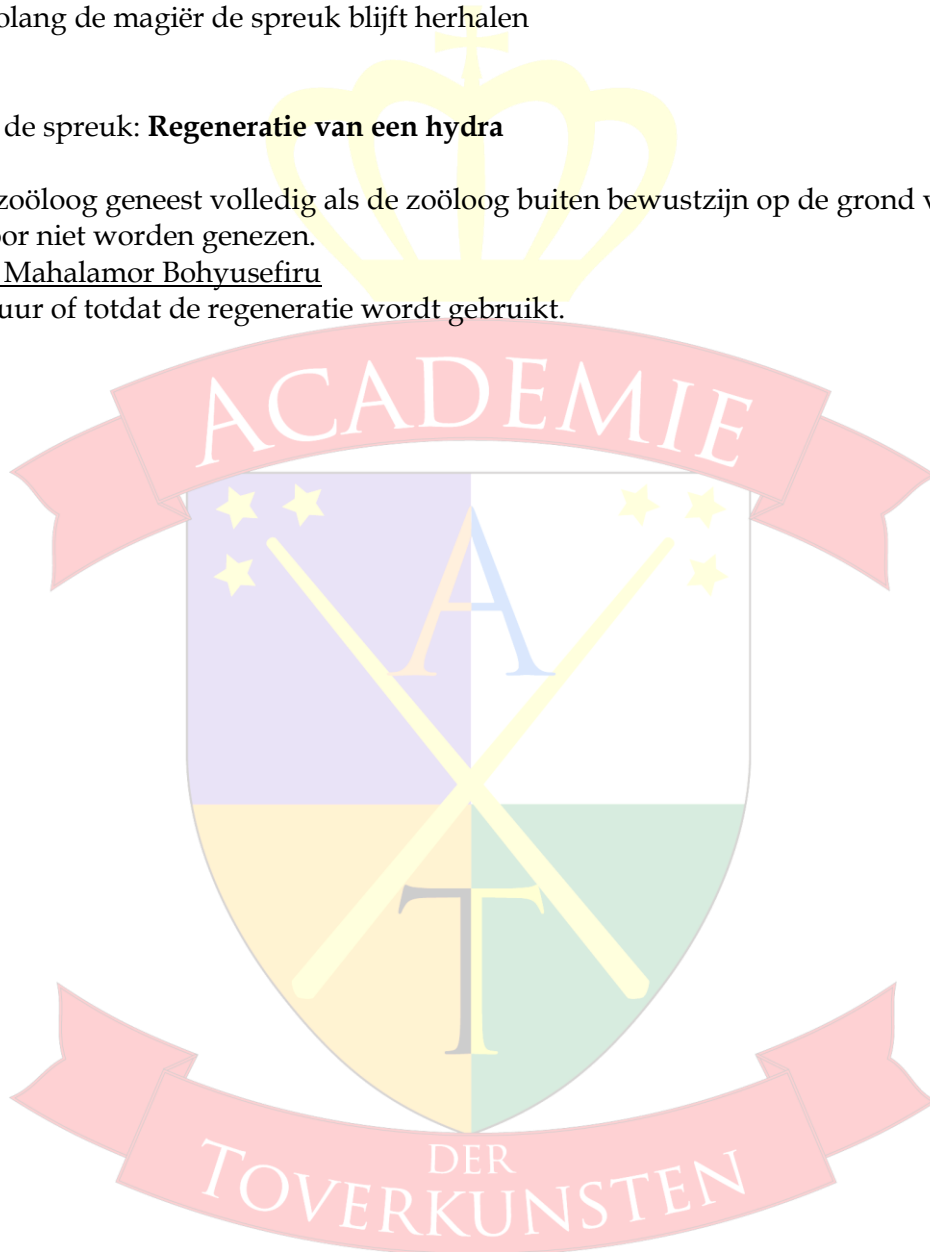 olang de magiër de spreuk blijft herhalen
de spreuk: Regeneratie van een hydra
zoöloog geneest volledig als de zoöloog buiten bewustzijn op de grond v
oor niet worden genezen.
Mahalamor Bohyusefiru
uur of totdat de regeneratie wordt gebruikt.
ACADEMIE
A
T
DER
TOVERKUNSTEN